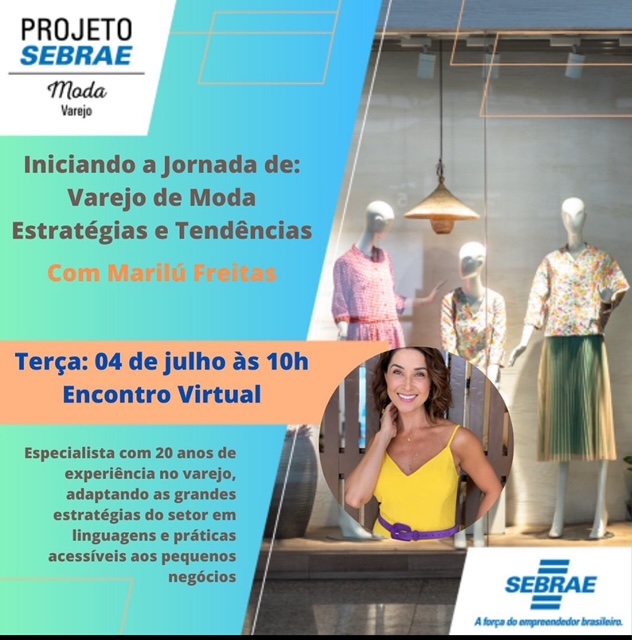 PROJETO
SEBRAE
Moda
Varejo
Iniciando a Jornada de:
Varejo de Moda
Estratégias e Tendências
Com Marilú Freitas
Terça: 04 de julho às 10h
Encontro Virtual
Especialista com 20 anos de
experiência no varejo,
adaptando as grandes
estratégias do setor em
linguagens e práticas
acessíveis aos pequenos
negócios
SEBRAE
A força do empreendedor brasileiro.